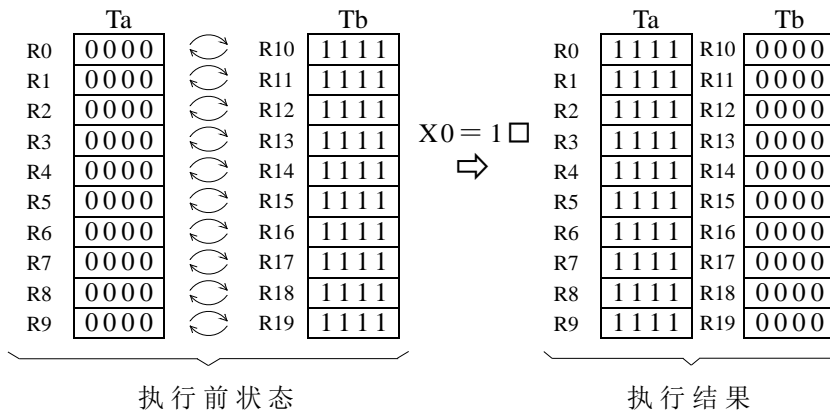 Ta Tb Ta Tb
R0 0000 R10 1111 R0 1111 R10 0000
R1 0000 R11 1111 R1 1111 R11 0000
R2 0000 R12 1111 R2 1111 R12 0000
R3 0000 R13 1111 X0=1□ R3 1111 R13 0000
R4 0000 R14 1111 R4 1111 R14 0000
R5 0000 R15 1111 R5 1111 R15 0000
R6 0000 R16 1111 R6 1111 R16 0000
R7 0000 R17 1111 R7 1111 R17 0000
R8 0000 R18 1111 R8 1111 R18 0000
R9 0000 R19 1111 R9 1111 R19 0000
执行前状态 执行结果